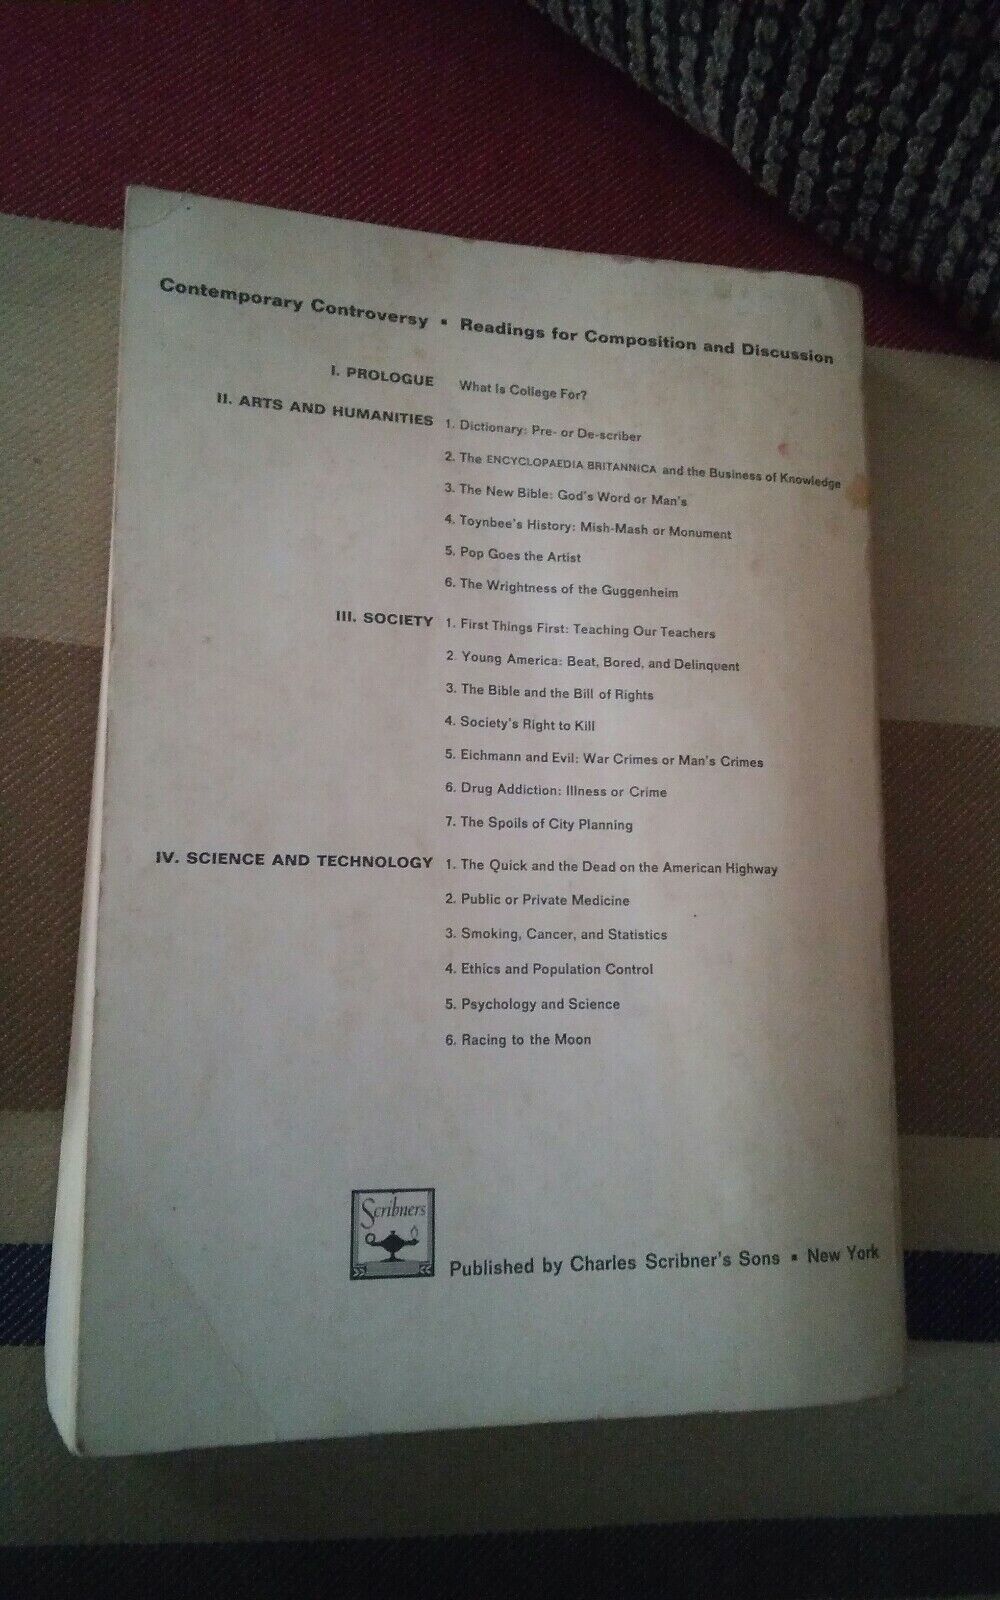 Contemporary Controversy ▪ Readings for Composition and Discussion
I. PROLOGUE What Is College For?
II. ARTS AND HUMANITIES 1. Dictionary: Pre- or De-scriber
2. The ENCYCLOPAEDIA BRITANNICA and the Business of Knowledge
3. The New Bible: God's Word or Man's
4. Toynbee's History: Mish-Mash or Monument
5. Pop Goes the Artist
6. The Wrightness of the Guggenheim
III. SOCIETY 1. First Things First: Teaching Our Teachers
2. Young America: Beat, Bored, and Delinquent
3. The Bible and the Bill of Rights
4. Society's Right to Kill
5. Eichmann and Evil: War Crimes or Man's Crimes
6. Drug Addiction: Illness or Crime
7. The Spoils of City Planning
IV. SCIENCE AND TECHNOLOGY 1. The Quick and the Dead on the American Highway
2. Public or Private Medicine
3. Smoking, Cancer, and Statistics
4. Ethics and Population Control
5. Psychology and Science
6. Racing to the Moon
Scribners
Published by Charles Scribner's Sons ▪ New York